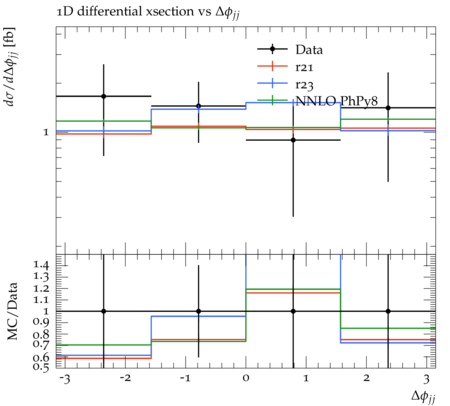 1D differential xsection vs Δϕjj
dσ/dΔϕjj [fb]
Data
r21
r23
NNLO PhPy8
1
MC/Data
1.4
1.3
1.2
1.1
1
0.9
0.8
0.7
0.6
0.5
-3 -2 -1 0 1 2 3
Δϕjj